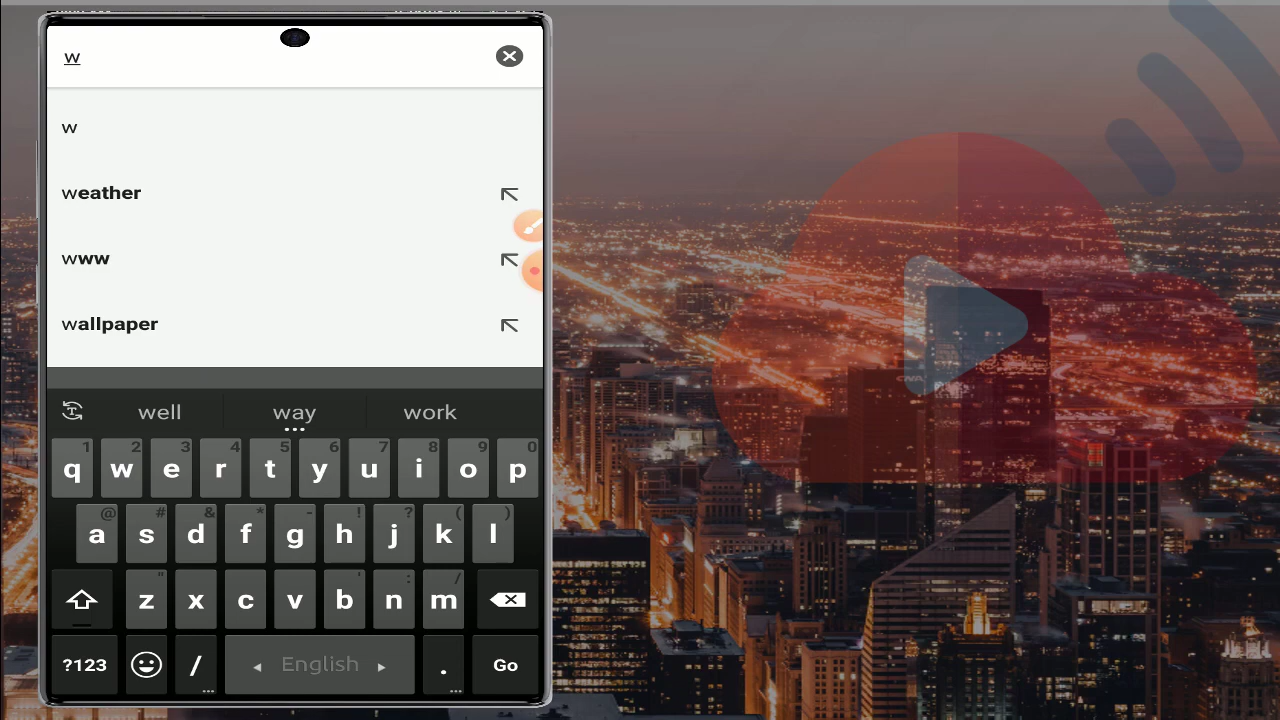 w
w
weather
www
wallpaper
well way work
1 2 3 4 5 6 7 8 9 0
q w e r t y u i o p
@ # & * - ! ? ( )
a s d f g h j k l
" ' : /
z x c v b n m
?123 / English . Go
CNA